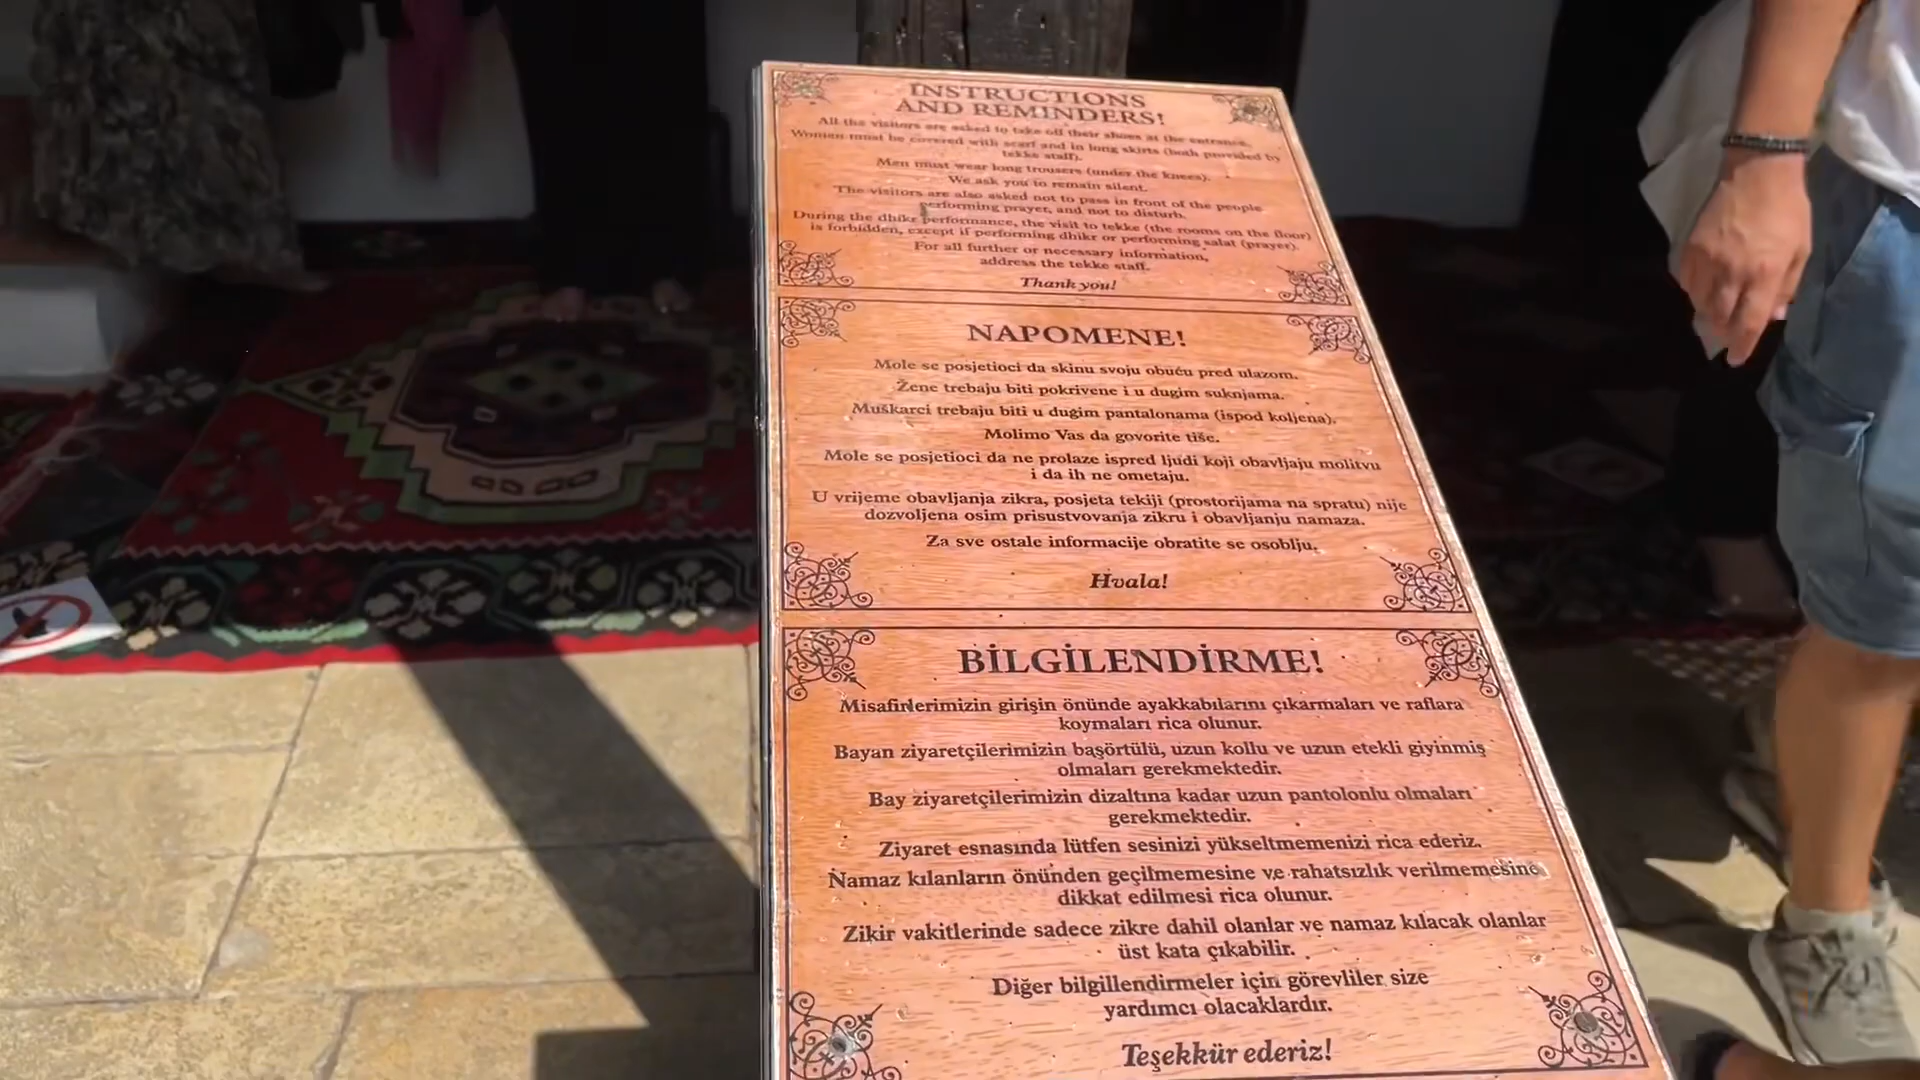 INSTRUCTIONS
AND REMINDERS!
All the visitors are asked to take off their shoes at the entrance.
Women must be covered with scarf and in long skirts (both provided by
tekke staff).
Men must wear long trousers (under the knees).
We ask you to remain silent.
The visitors are also asked not to pass in front of the people
performing prayer, and not to disturb.
During the dhikr performance, the visit to tekke (the rooms on the floor)
is forbidden, except if performing dhikr or performing salat (prayer).
For all further or necessary information,
address the tekke staff.
Thank you!
NAPOMENE!
Mole se posjetioci da skinu svoju obuću pred ulazom.
Žene trebaju biti pokrivene i u dugim suknjama.
Muškarci trebaju biti u dugim pantalonama (ispod koljena).
Molimo Vas da govorite tiše.
Mole se posjetioci da ne prolaze ispred ljudi koji obavljaju molitvu
i da ih ne ometaju.
U vrijeme obavljanja zikra, posjeta tekiji (prostorijama na spratu) nije
dozvoljena osim prisustvovanja zikru i obavljanju namaza.
Za sve ostale informacije obratite se osoblju.
Hvala!
BİLGİLENDİRME!
Misafirlerimizin girişin önünde ayakkabılarını çıkarmaları ve raflara
koymaları rica olunur.
Bayan ziyaretçilerimizin başörtülü, uzun kollu ve uzun etekli giyinmiş
olmaları gerekmektedir.
Bay ziyaretçilerimizin dizaltına kadar uzun pantolonlu olmaları
gerekmektedir.
Ziyaret esnasında lütfen sesinizi yükseltmemenizi rica ederiz.
Namaz kılanların önünden geçilmemesine ve rahatsızlık verilmemesine
dikkat edilmesi rica olunur.
Zikir vakitlerinde sadece zikre dahil olanlar ve namaz kılacak olanlar
üst kata çıkabilir.
Diğer bilgillendirmeler için görevliler size
yardımcı olacaklardır.
Teşekkür ederiz!